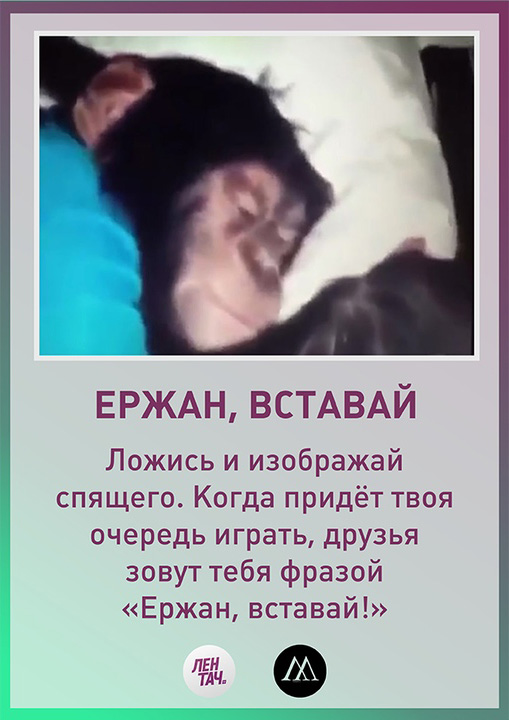 ЕРЖАН, ВСТАВАЙ
Ложись и изображай
спящего. Когда придёт твоя
очередь играть, друзья
зовут тебя фразой
«Ержан, вставай!»
ЛЕН
ТАЧ.